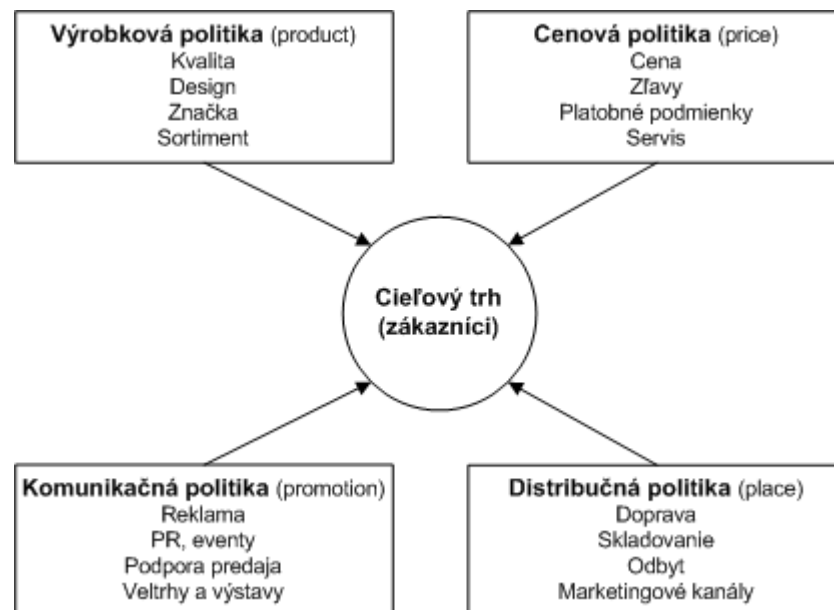 Výrobková politika (product)
Kvalita
Design
Značka
Sortiment
Cenová politika (price)
Cena
Zľavy
Platobné podmienky
Servis
Cieľový trh
(zákazníci)
Komunikačná politika (promotion)
Reklama
PR, eventy
Podpora predaja
Veltrhy a výstavy
Distribučná politika (place)
Doprava
Skladovanie
Odbyt
Marketingové kanály